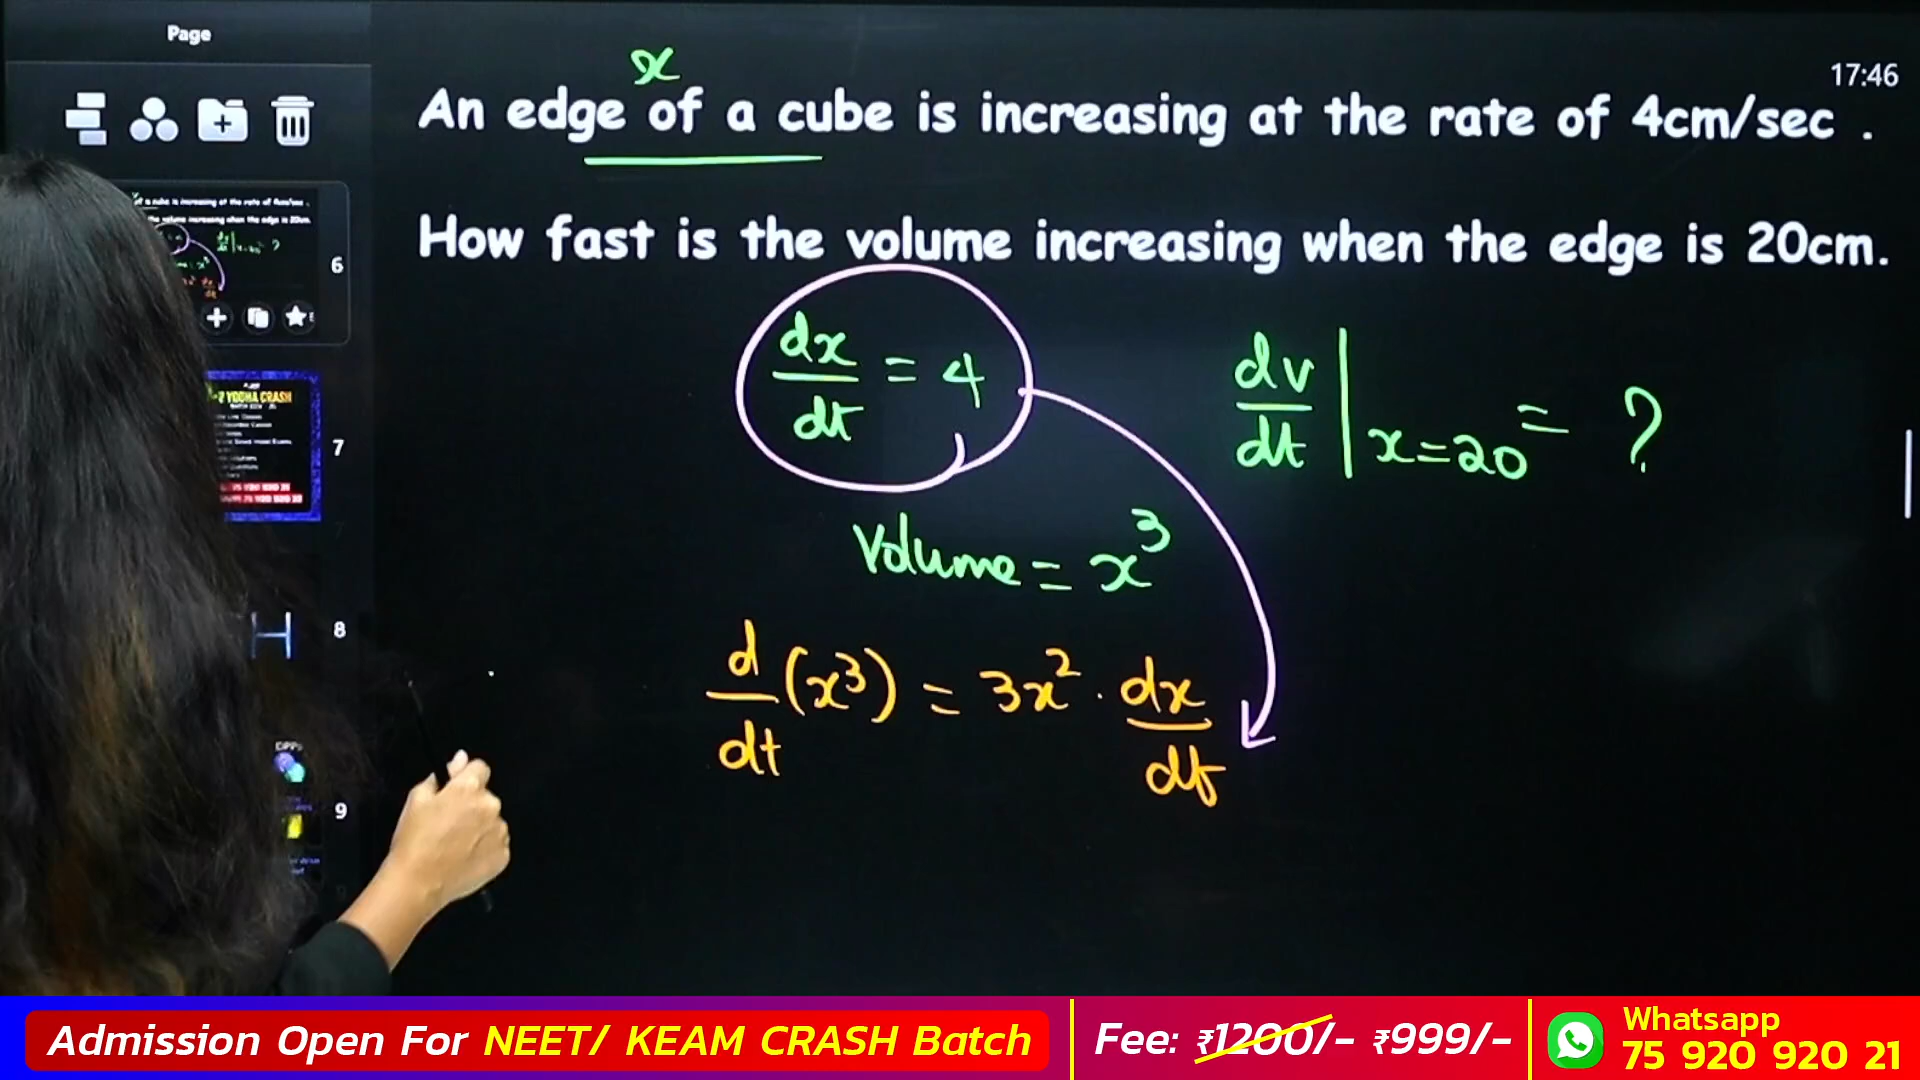 Page
17:46
x
An edge of a cube is increasing at the rate of 4cm/sec .
How fast is the volume increasing when the edge is 20cm.
dx/dt = 4
dv/dt | x=20 = ?
Volume = x³
d/dt (x³) = 3x² · dx/dt
6
7
YODHA CRASH
8
9
Admission Open For NEET/ KEAM CRASH Batch
Fee: ₹1200/- ₹999/-
Whatsapp
75 920 920 21